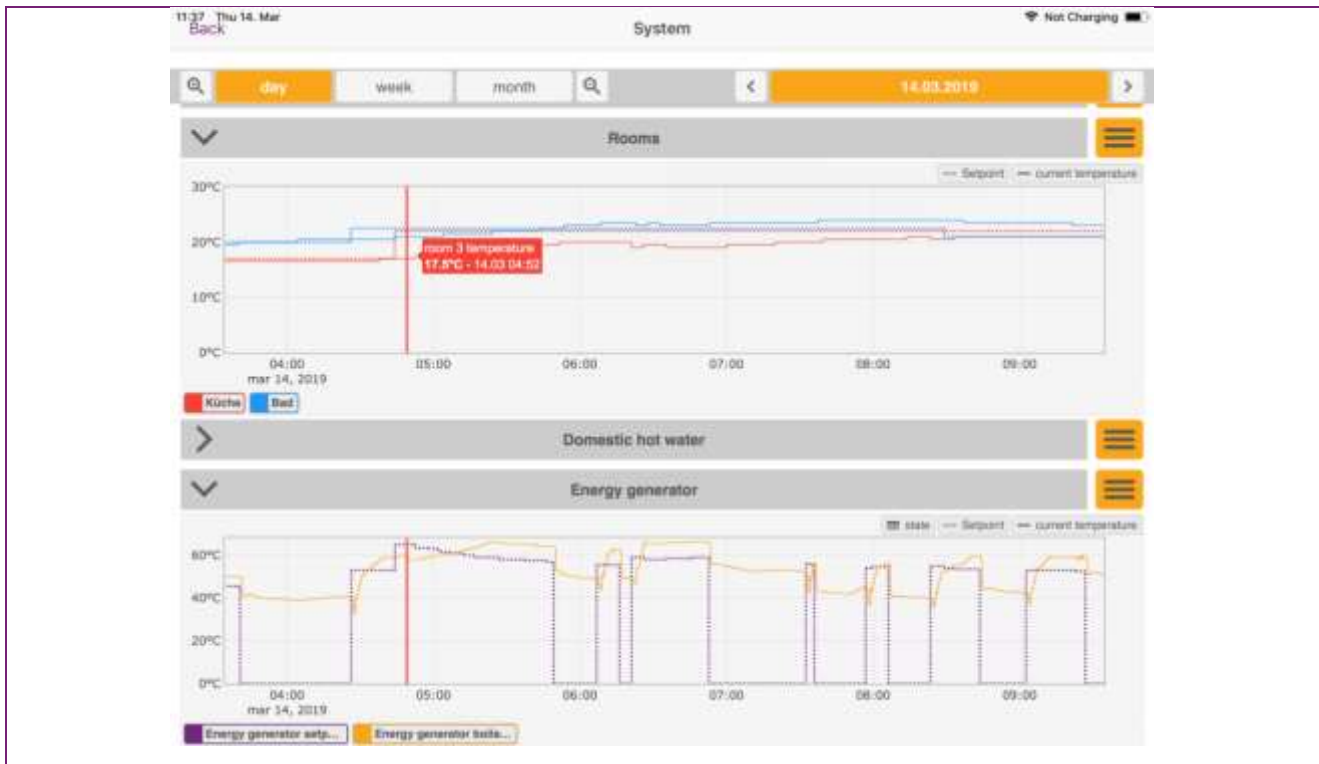 11:37 Thu 14. Mar
Not Charging
Back
System
day
week
month
<
14.03.2019
>
Rooms
Setpoint
current temperature
30°C
20°C
10°C
0°C
room 3 temperature
17.5°C - 14.03 04:52
04:00
05:00
06:00
07:00
08:00
09:00
mar 14, 2019
Küche
Bad
Domestic hot water
Energy generator
state
Setpoint
current temperature
60°C
40°C
20°C
0°C
04:00
05:00
06:00
07:00
08:00
09:00
mar 14, 2019
Energy generator setp...
Energy generator boile...